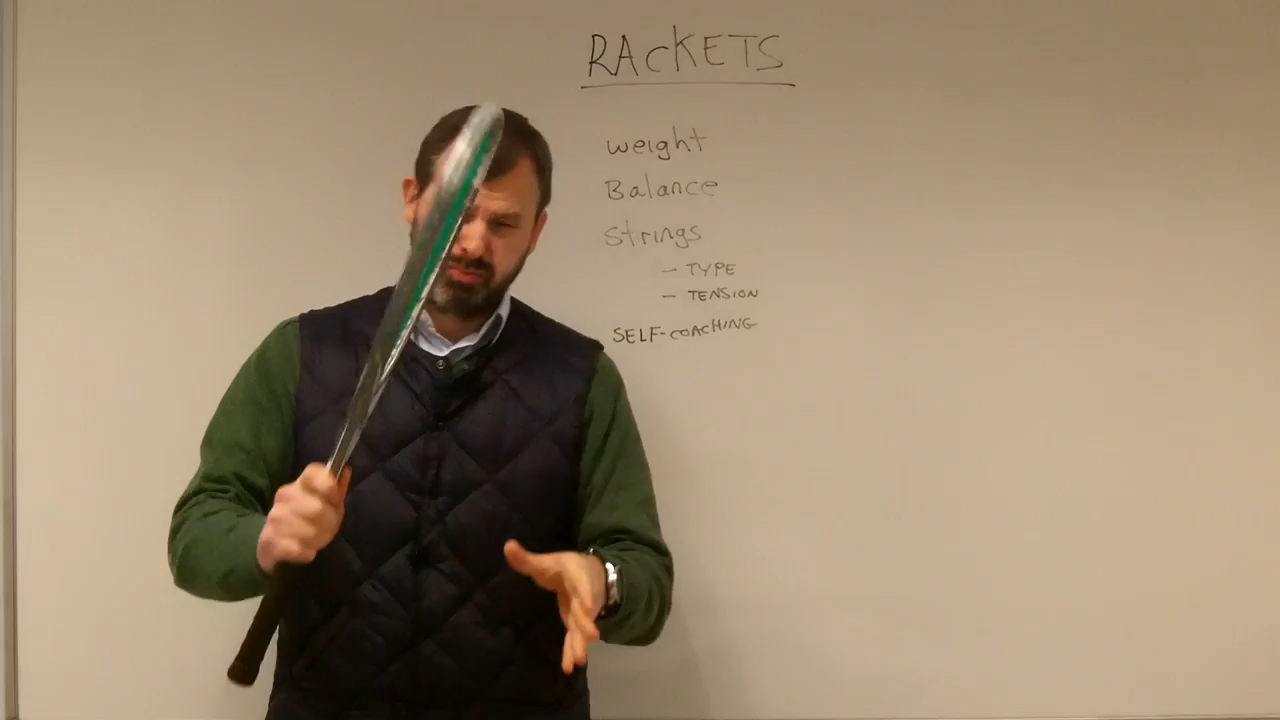 RACKETS
weight
Balance
Strings
- TYPE
- TENSION
SELF-COACHING